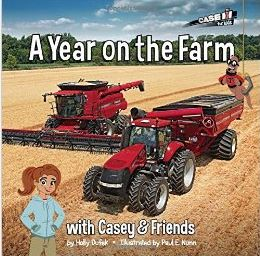 CASE IH
A Year on the Farm
with Casey & Friends
by Holly Dufek • Illustrated by Paul E. Nunn